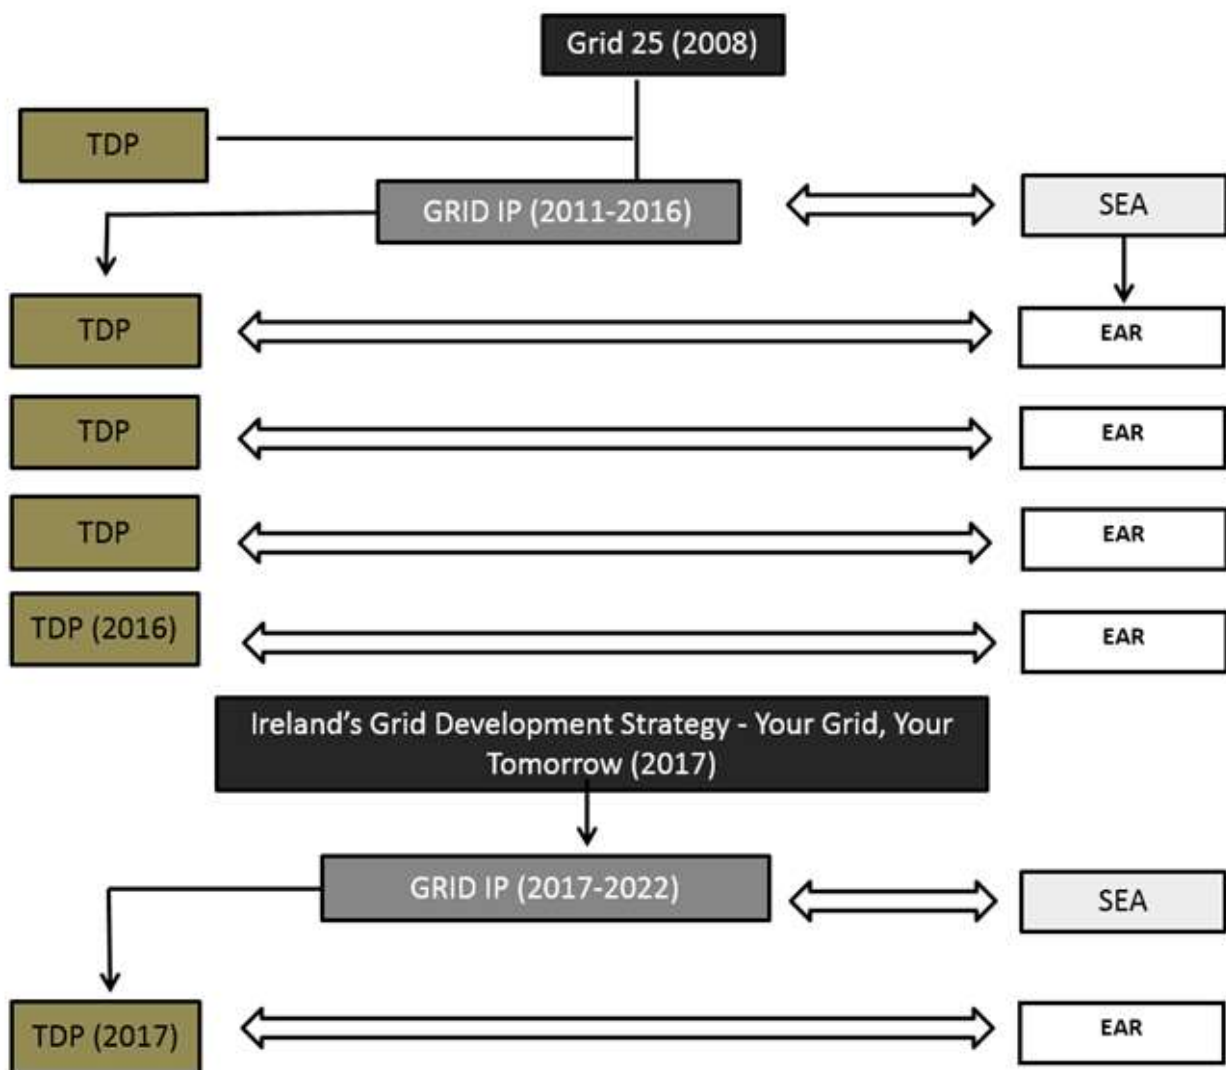 Grid 25 (2008)
TDP
GRID IP (2011-2016)
SEA
TDP
EAR
TDP
EAR
TDP
EAR
TDP (2016)
EAR
Ireland’s Grid Development Strategy - Your Grid, Your
Tomorrow (2017)
GRID IP (2017-2022)
SEA
TDP (2017)
EAR